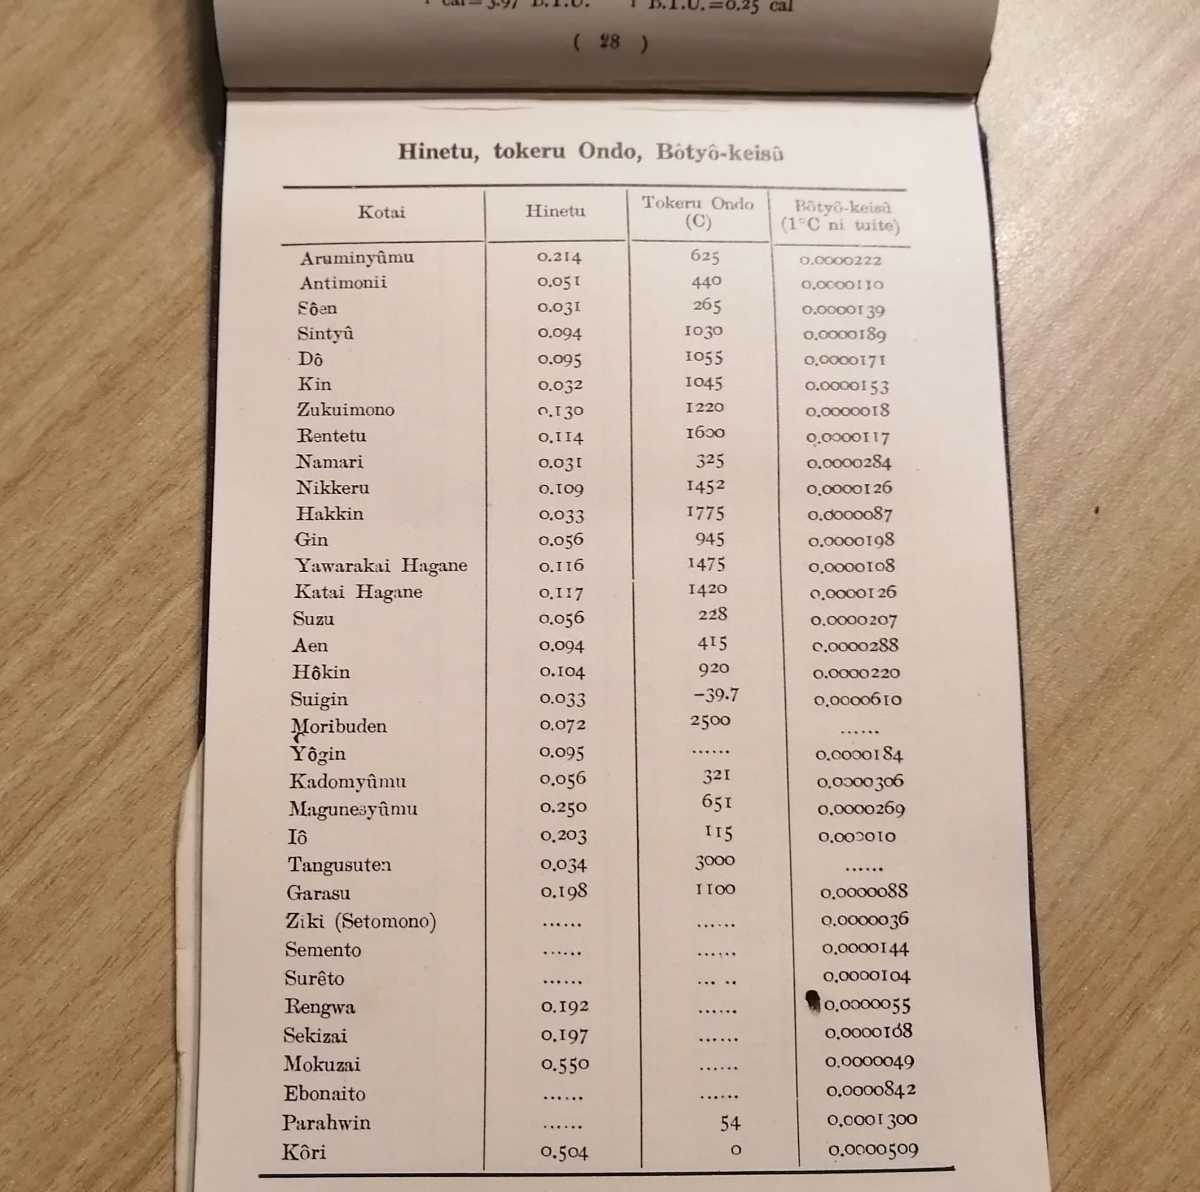 1 cal=3.97 B.T.U. 1 B.T.U.=0.25 cal
( 28 )
Hinetu, tokeru Ondo, Bôtyô-keisû
Kotai Hinetu Tokeru Ondo (C) Bôtyô-keisû (1°C ni tuite)
Aruminyûmu 0.214 625 0.0000222
Antimonii 0.051 440 0.0000110
Sôen 0.031 265 0.0000139
Sintyû 0.094 1030 0.0000189
Dô 0.095 1055 0.0000171
Kin 0.032 1045 0.0000153
Zukuimono 0.130 1220 0.0000018
Rentetu 0.114 1600 0.0000117
Namari 0.031 325 0.0000284
Nikkeru 0.109 1452 0.0000126
Hakkin 0.033 1775 0.0000087
Gin 0.056 945 0.0000198
Yawarakai Hagane 0.116 1475 0.0000108
Katai Hagane 0.117 1420 0.0000126
Suzu 0.056 228 0.0000207
Aen 0.094 415 0.0000288
Hôkin 0.104 920 0.0000220
Suigin 0.033 −39.7 0.0000610
Moribuden 0.072 2500 ......
Yôgin 0.095 ...... 0.0000184
Kadomyûmu 0.056 321 0.0000306
Magunesyûmu 0.250 651 0.0000269
Iô 0.203 115 0.000010
Tangusuten 0.034 3000 ......
Garasu 0.198 1100 0.0000088
Ziki (Setomono) ...... ...... 0.0000036
Semento ...... ...... 0.0000144
Surêto ...... ...... 0.0000104
Rengwa 0.192 ...... 0.0000055
Sekizai 0.197 ...... 0.0000168
Mokuzai 0.550 ...... 0.0000049
Ebonaito ...... ...... 0.0000842
Parahwin ...... 54 0.0001300
Kôri 0.504 0 0.0000509